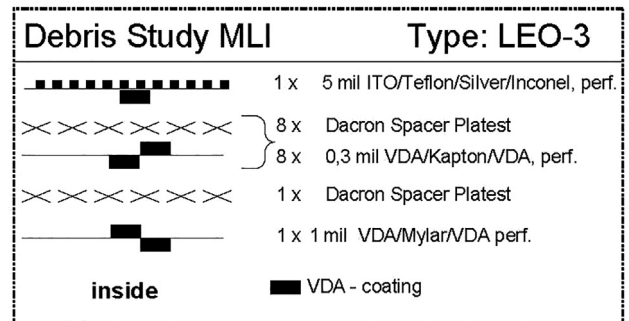 Debris Study MLI Type: LEO-3
1 x 5 mil ITO/Teflon/Silver/Inconel, perf.
8 x Dacron Spacer Platest
8 x 0,3 mil VDA/Kapton/VDA, perf.
1 x Dacron Spacer Platest
1 x 1 mil VDA/Mylar/VDA perf.
inside VDA - coating